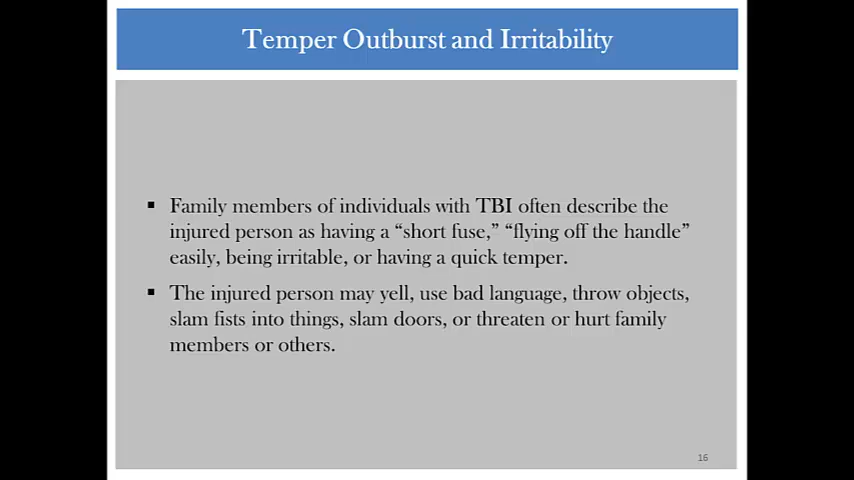 Temper Outburst and Irritability
▪ Family members of individuals with TBI often describe the
injured person as having a “short fuse,” “flying off the handle”
easily, being irritable, or having a quick temper.
▪ The injured person may yell, use bad language, throw objects,
slam fists into things, slam doors, or threaten or hurt family
members or others.
16